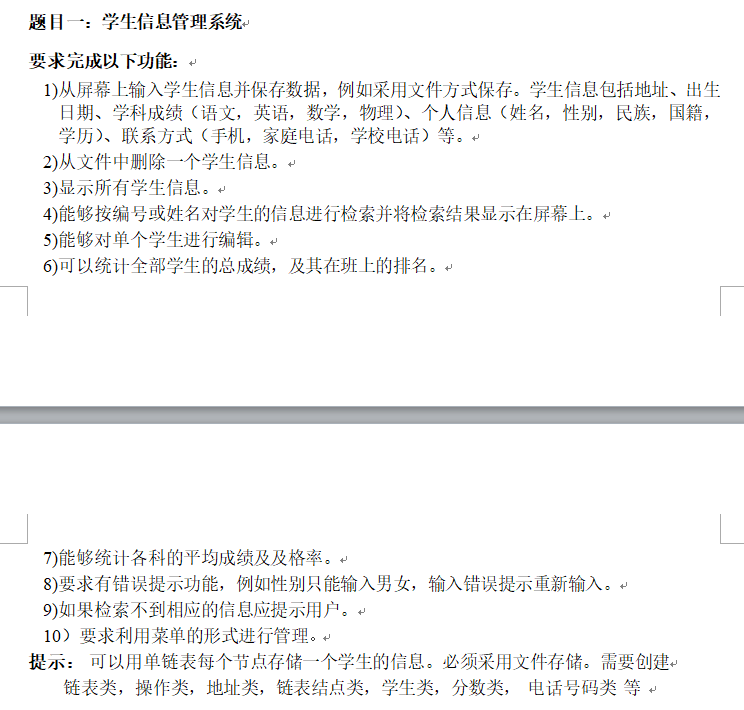 题目一：学生信息管理系统
要求完成以下功能：
1)从屏幕上输入学生信息并保存数据，例如采用文件方式保存。学生信息包括地址、出生
日期、学科成绩（语文，英语，数学，物理）、个人信息（姓名，性别，民族，国籍，
学历）、联系方式（手机，家庭电话，学校电话）等。
2)从文件中删除一个学生信息。
3)显示所有学生信息。
4)能够按编号或姓名对学生的信息进行检索并将检索结果显示在屏幕上。
5)能够对单个学生进行编辑。
6)可以统计全部学生的总成绩，及其在班上的排名。
7)能够统计各科的平均成绩及及格率。
8)要求有错误提示功能，例如性别只能输入男女，输入错误提示重新输入。
9)如果检索不到相应的信息应提示用户。
10）要求利用菜单的形式进行管理。
提示： 可以用单链表每个节点存储一个学生的信息。必须采用文件存储。需要创建
链表类，操作类，地址类，链表结点类，学生类，分数类， 电话号码类 等